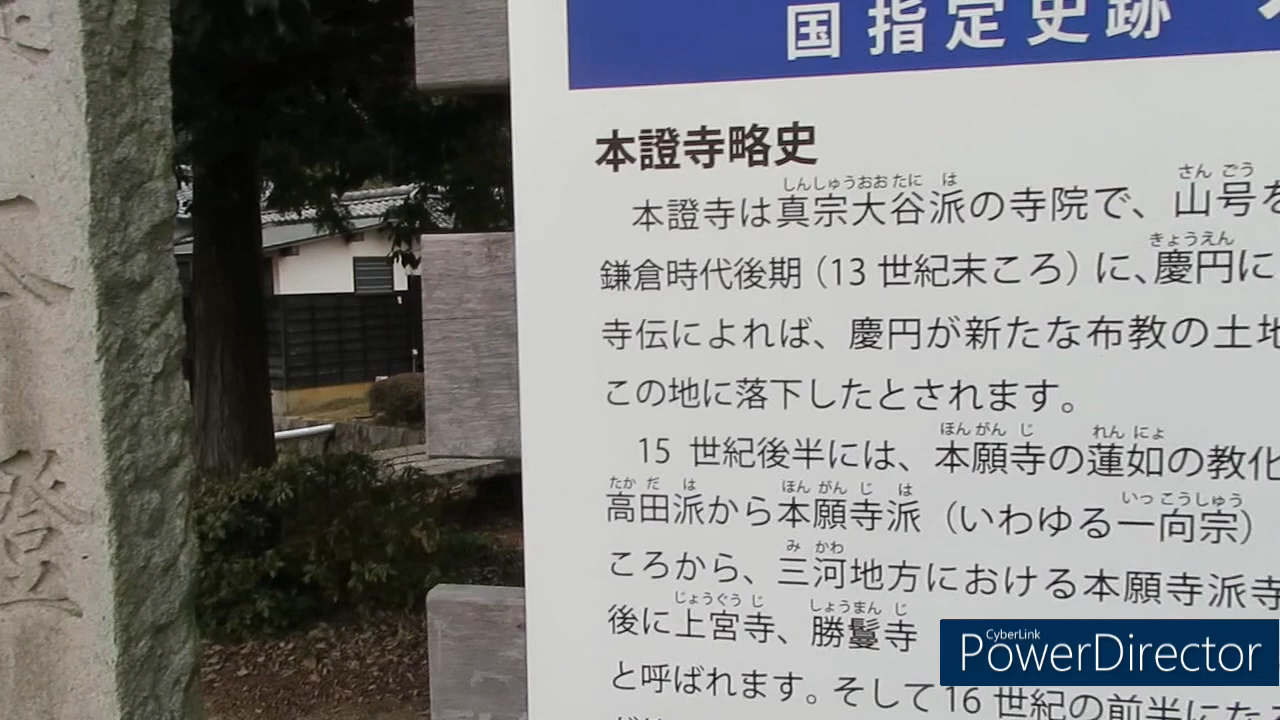 国指定史跡
本證寺略史
しんしゅうおおたに は さん ごう
本證寺は真宗大谷派の寺院で、山号を
きょうえん
鎌倉時代後期（13 世紀末ころ）に、慶円に
寺伝によれば、慶円が新たな布教の土地
この地に落下したとされます。
ほん がん じ れん にょ
15 世紀後半には、本願寺の蓮如の教化
たか だ は ほん がん じ は いっ こうしゅう
高田派から本願寺派（いわゆる一向宗）
み かわ
ころから、三河地方における本願寺派寺
じょうぐう じ しょうまん じ
後に上宮寺、勝鬘寺
と呼ばれます。そして 16 世紀の前半に
CyberLink
PowerDirector